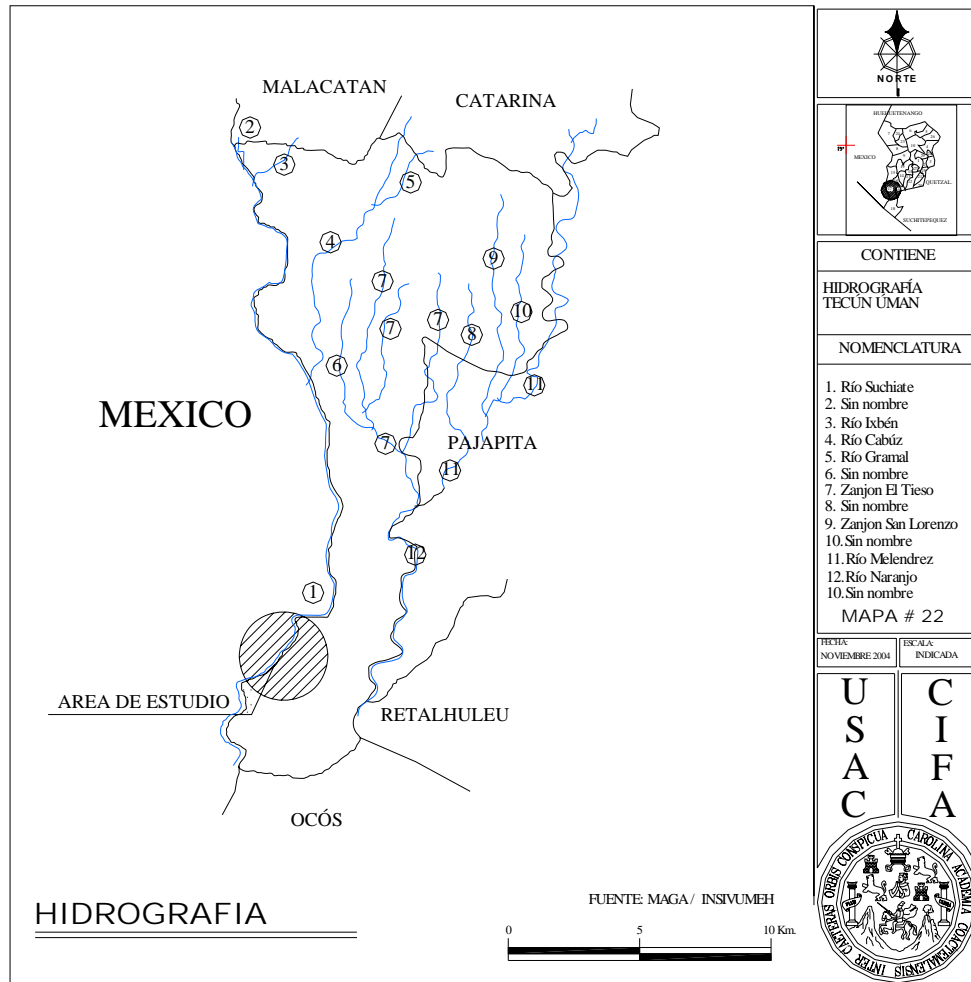 MALACATAN
CATARINA
2
3
5
4
9
7
10
7
7
8
6
11
MEXICO
7
PAJAPITA
11
12
1
AREA DE ESTUDIO
RETALHULEU
OCÓS
HIDROGRAFIA
FUENTE: MAGA / INSIVUMEH
0 5 10 Km.
NORTE
HUEHUETENANGO
MEXICO
QUETZAL.
SUCHITEPEQUEZ
CONTIENE
HIDROGRAFÍA
TECÚN ÚMAN
NOMENCLATURA
1. Río Suchiate
2. Sin nombre
3. Río Ixbén
4. Río Cabúz
5. Río Gramal
6. Sin nombre
7. Zanjon El Tieso
8. Sin nombre
9. Zanjon San Lorenzo
10. Sin nombre
11. Río Melendrez
12. Río Naranjo
10. Sin nombre
MAPA # 22
FECHA:
NOVIEMBRE 2004
ESCALA:
INDICADA
USAC
CIFA
CAETERAS ORBIS CONSPICUA CAROLINA ACADEMIA COACTEMALENSIS INTER